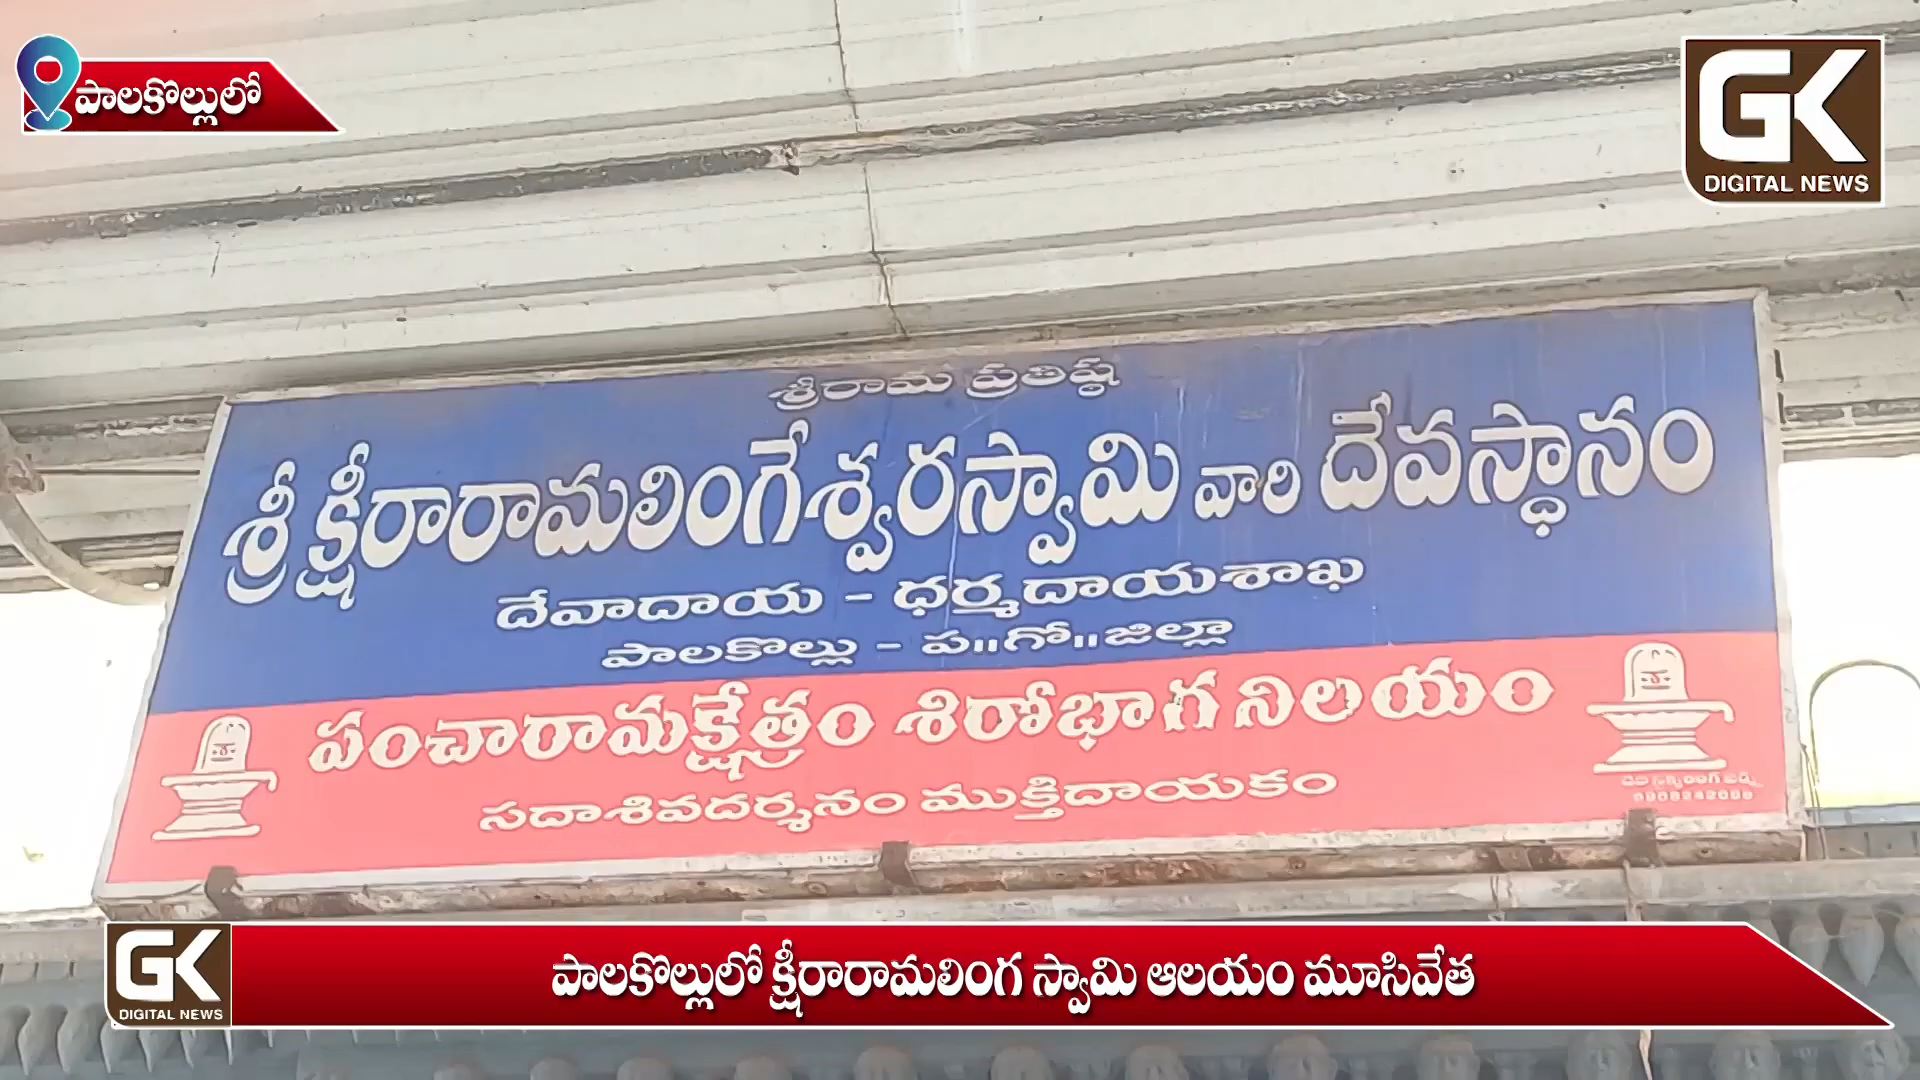 పాలకొల్లులో
GK
DIGITAL NEWS
శ్రీరామ ప్రతిష్ఠ
శ్రీ క్షీరారామలింగేశ్వరస్వామి వారి దేవస్థానం
దేవాదాయ - ధర్మదాయశాఖ
పాలకొల్లు - ప॥గో॥జిల్లా
పంచారామక్షేత్రం శిరోభాగ నిలయం
సదాశివదర్శనం ముక్తిదాయకం
GK
DIGITAL NEWS
పాలకొల్లులో క్షీరారామలింగ స్వామి ఆలయం మూసివేత